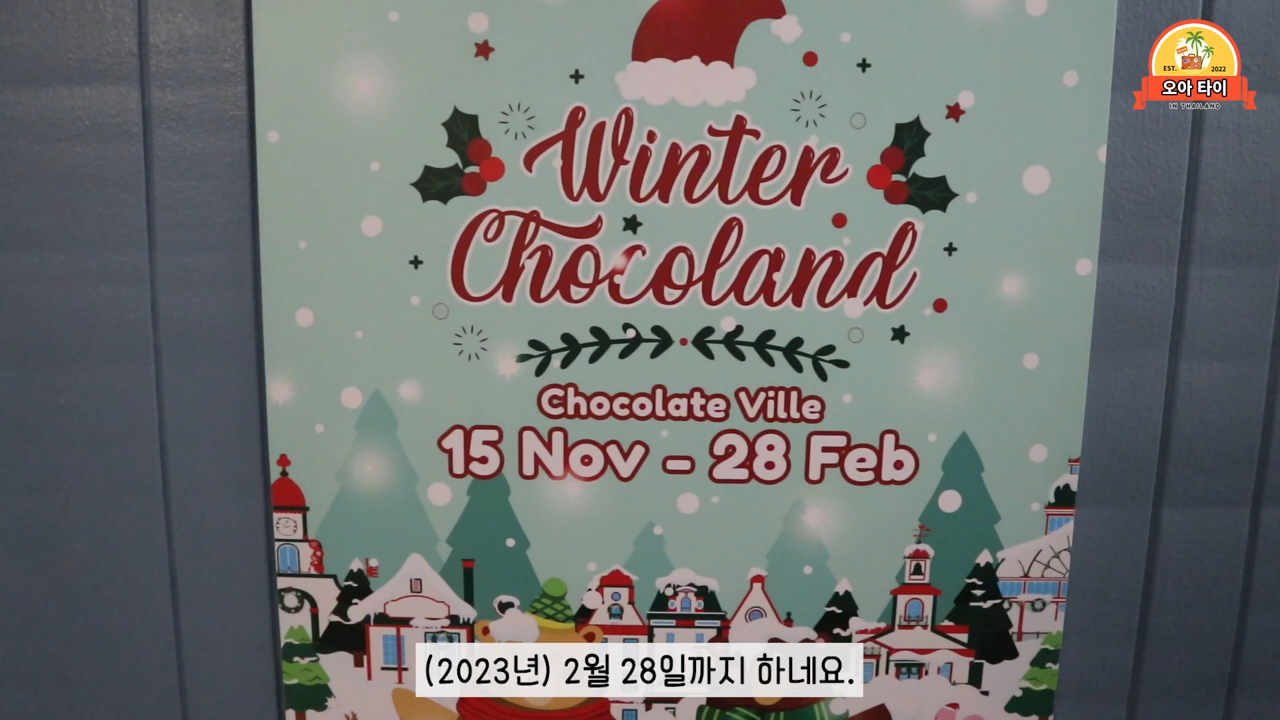 EST. 2022
오아 타이
IN THAILAND
Winter
Chocoland
Chocolate Ville
15 Nov - 28 Feb
(2023년) 2월 28일까지 하네요.